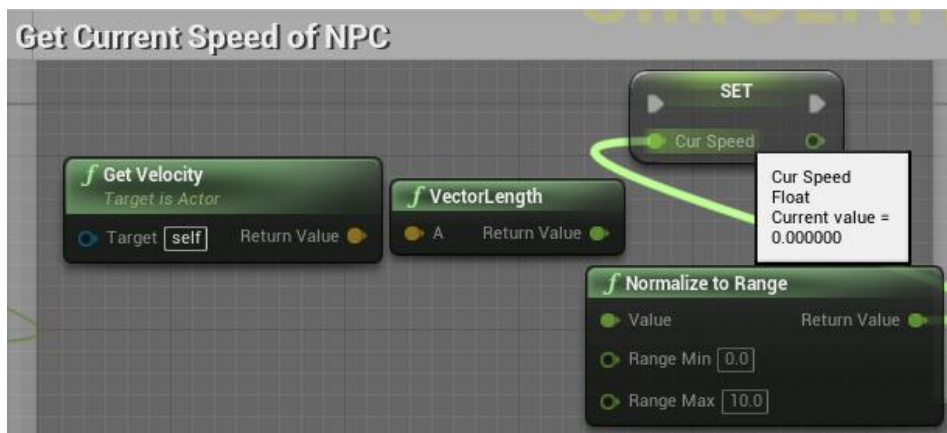 Get Current Speed of NPC
SET
Cur Speed
f Get Velocity
Target is Actor
Target self Return Value
f VectorLength
A Return Value
Cur Speed
Float
Current value =
0.000000
f Normalize to Range
Value Return Value
Range Min 0.0
Range Max 10.0